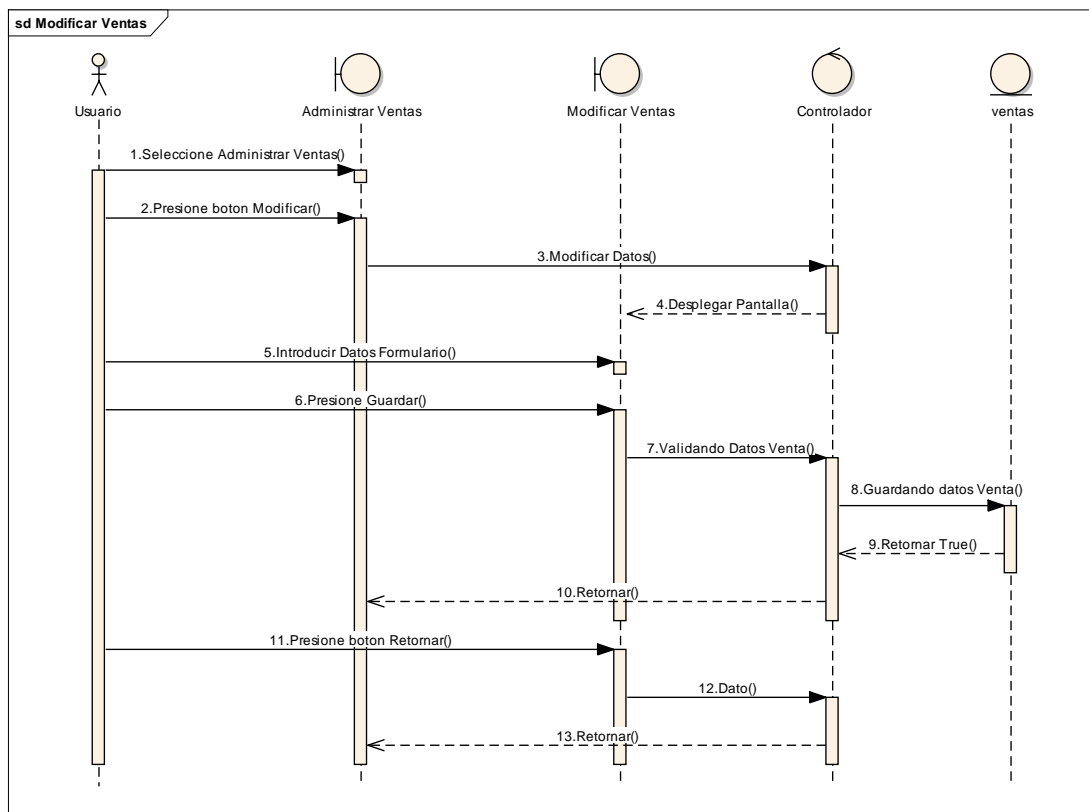 sd Modificar Ventas
Usuario
Administrar Ventas
Modificar Ventas
Controlador
ventas
1.Seleccione Administrar Ventas()
2.Presione boton Modificar()
3.Modificar Datos()
4.Desplegar Pantalla()
5.Introducir Datos Formulario()
6.Presione Guardar()
7.Validando Datos Venta()
8.Guardando datos Venta()
9.Retornar True()
10.Retornar()
11.Presione boton Retornar()
12.Dato()
13.Retornar()